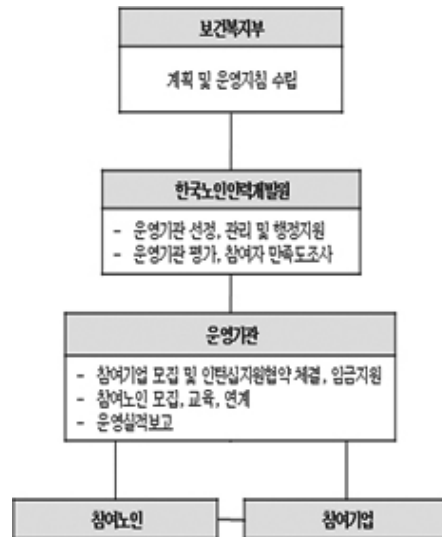 보건복지부
계획 및 운영지침 수립
한국노인인력개발원
- 운영기관 선정, 관리 및 행정지원
- 운영기관 평가, 참여자 만족도조사
운영기관
- 참여기업 모집 및 인턴십지원협약 체결, 임금지원
- 참여노인 모집, 교육, 연계
- 운영실적보고
참여노인
참여기업